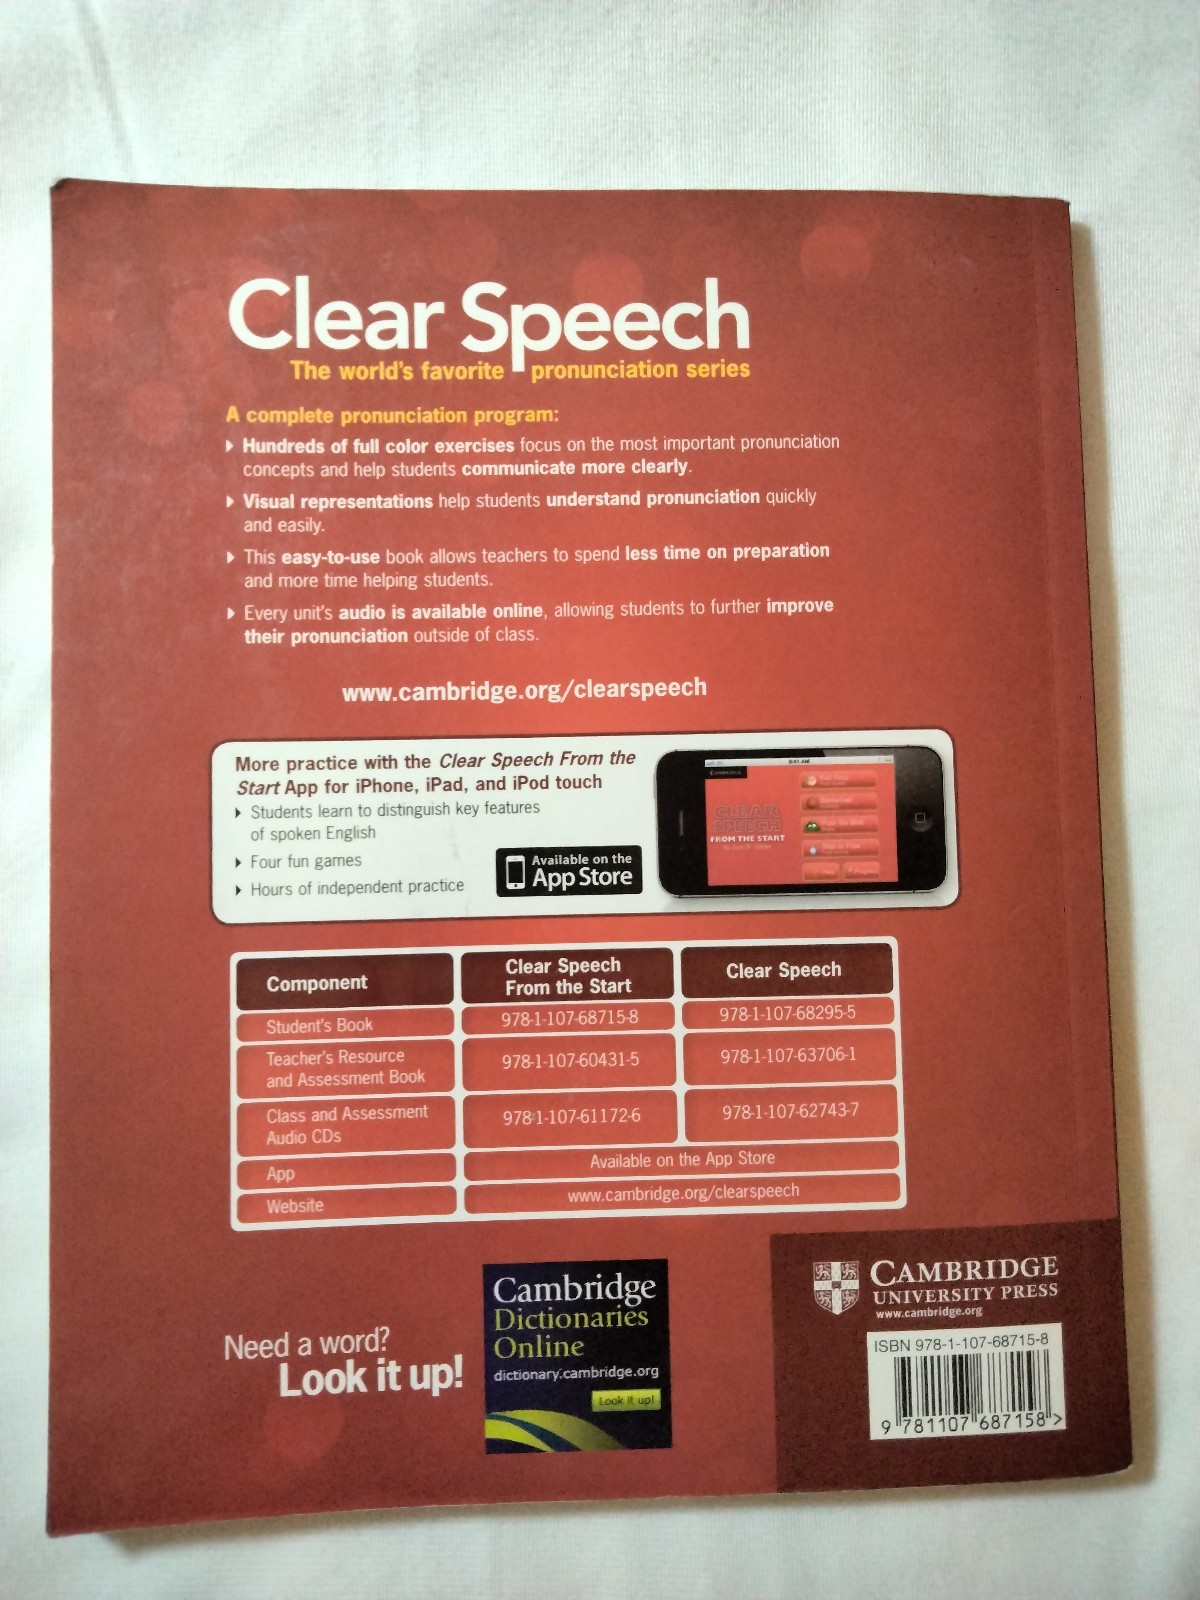 Clear Speech
The world's favorite pronunciation series
A complete pronunciation program:
Hundreds of full color exercises focus on the most important pronunciation
concepts and help students communicate more clearly.
Visual representations help students understand pronunciation quickly
and easily.
This easy-to-use book allows teachers to spend less time on preparation
and more time helping students.
Every unit's audio is available online, allowing students to further improve
their pronunciation outside of class.
www.cambridge.org/clearspeech
More practice with the Clear Speech From the
Start App for iPhone, iPad, and iPod touch
Students learn to distinguish key features
of spoken English
Four fun games
Hours of independent practice
Available on the
App Store
CLEAR
SPEECH
FROM THE START
Component
Clear Speech
From the Start
Clear Speech
Student's Book
978-1-107-68715-8
978-1-107-68295-5
Teacher's Resource
and Assessment Book
978-1-107-60431-5
978-1-107-63706-1
Class and Assessment
Audio CDs
978-1-107-61172-6
978-1-107-62743-7
App
Available on the App Store
Website
www.cambridge.org/clearspeech
Need a word?
Look it up!
Cambridge
Dictionaries
Online
dictionary.cambridge.org
Look it up!
CAMBRIDGE
UNIVERSITY PRESS
www.cambridge.org
ISBN 978-1-107-68715-8
9 781107 687158 >